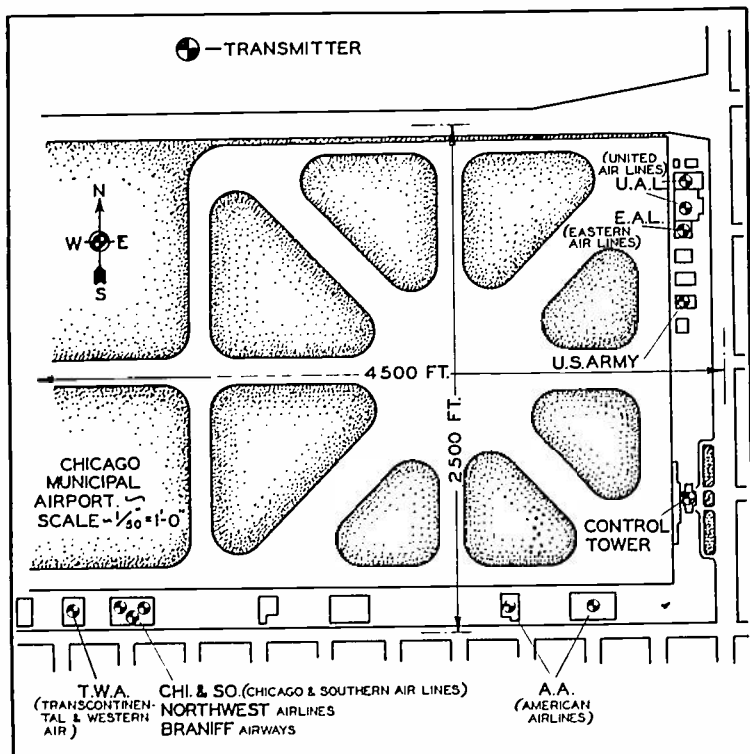 —TRANSMITTER
(UNITED
AIR LINES)
U.A.L.
E.A.L.
(EASTERN
AIR LINES)
N
W E
S
U.S.ARMY
4500 FT.
2500 FT.
CHICAGO
MUNICIPAL
AIRPORT.
SCALE ~ 1/50" = 1'-0"
CONTROL
TOWER
T.W.A.
(TRANSCONTINEN-
TAL & WESTERN
AIR)
CHI. & SO. (CHICAGO & SOUTHERN AIR LINES)
NORTHWEST AIRLINES
BRANIFF AIRWAYS
A.A.
(AMERICAN
AIRLINES)